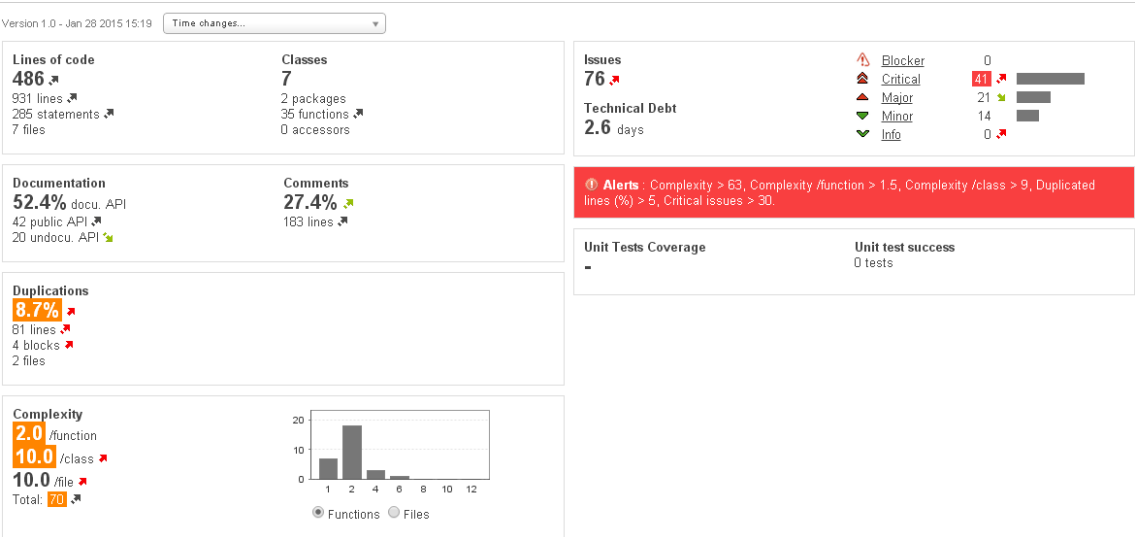 Version 1.0 - Jan 28 2015 15:19 Time changes...
Lines of code
486
931 lines
285 statements
7 files
Classes
7
2 packages
35 functions
0 accessors
Documentation
52.4% docu. API
42 public API
20 undocu. API
Comments
27.4%
183 lines
Duplications
8.7%
81 lines
4 blocks
2 files
Complexity
2.0 /function
10.0 /class
10.0 /file
Total: 70
20
10
0
1 2 4 6 8 10 12
Functions Files
Issues
76
Technical Debt
2.6 days
Blocker 0
Critical 41
Major 21
Minor 14
Info 0
Alerts : Complexity > 63, Complexity /function > 1.5, Complexity /class > 9, Duplicated
lines (%) > 5, Critical issues > 30.
Unit Tests Coverage
-
Unit test success
0 tests